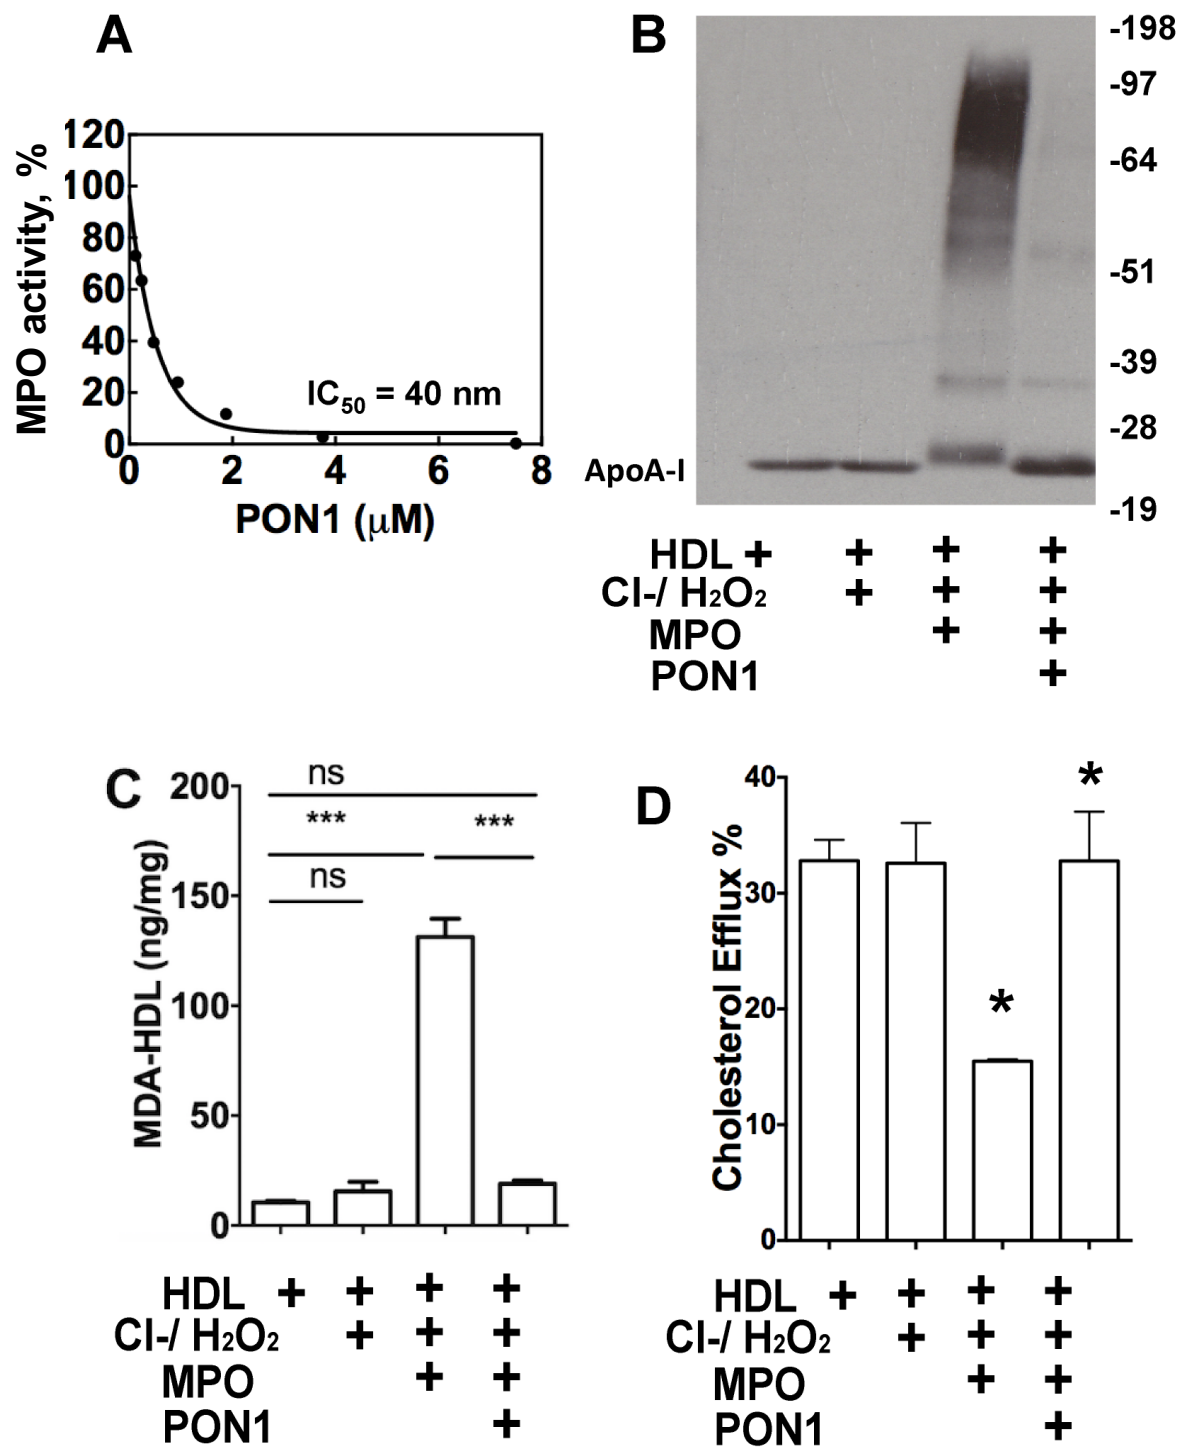 A
MPO activity, %
120
100
80
60
40
20
0
IC50 = 40 nm
0 2 4 6 8
PON1 (μM)
B
-198
-97
-64
-51
-39
-28
-19
ApoA-I
HDL + + + +
Cl-/ H2O2 + + +
MPO + +
PON1 +
C
MDA-HDL (ng/mg)
200
150
100
50
0
ns
*** ***
ns
HDL + + + +
Cl-/ H2O2 + + +
MPO + +
PON1 +
D
Cholesterol Efflux %
40
30
20
10
0
*
*
HDL + + + +
Cl-/ H2O2 + + +
MPO + +
PON1 +